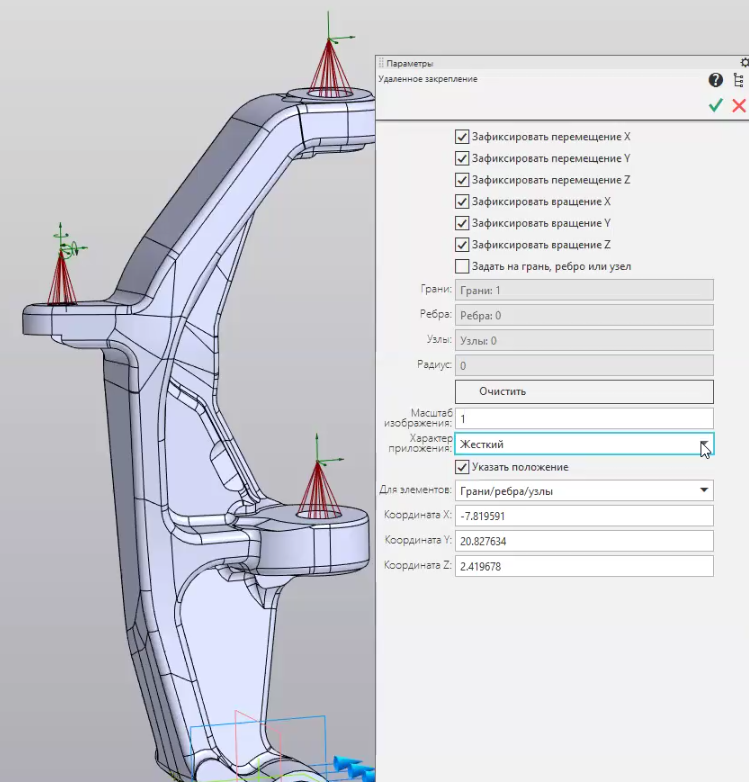 Параметры
Удаленное закрепление
Зафиксировать перемещение X
Зафиксировать перемещение Y
Зафиксировать перемещение Z
Зафиксировать вращение X
Зафиксировать вращение Y
Зафиксировать вращение Z
Задать на грань, ребро или узел
Грани: Грани: 1
Ребра: Ребра: 0
Узлы: Узлы: 0
Радиус: 0
Очистить
Масштаб
изображения: 1
Характер
приложения: Жесткий
Указать положение
Для элементов: Грани/ребра/узлы
Координата X: -7.819591
Координата Y: 20.827634
Координата Z: 2.419678